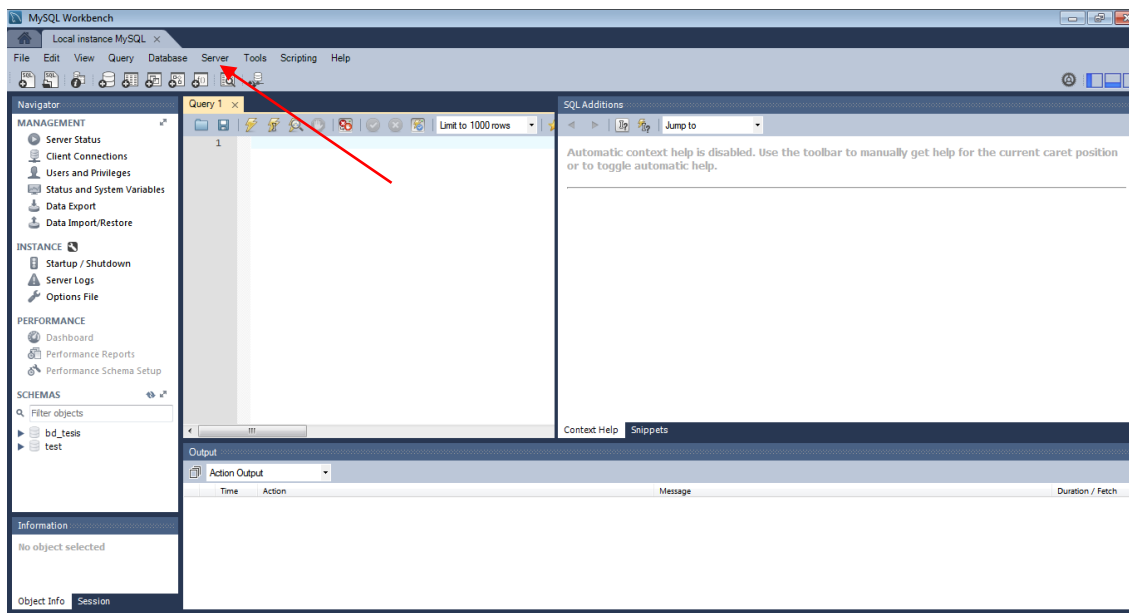 MySQL Workbench
Local instance MySQL ×
File Edit View Query Database Server Tools Scripting Help
Navigator
MANAGEMENT
Server Status
Client Connections
Users and Privileges
Status and System Variables
Data Export
Data Import/Restore
INSTANCE
Startup / Shutdown
Server Logs
Options File
PERFORMANCE
Dashboard
Performance Reports
Performance Schema Setup
SCHEMAS
Filter objects
bd_tesis
test
Information
No object selected
Object Info Session
Query 1 ×
Limit to 1000 rows
1
SQL Additions
Jump to
Automatic context help is disabled. Use the toolbar to manually get help for the current caret position
or to toggle automatic help.
Context Help Snippets
Output
Action Output
Time Action Message Duration / Fetch